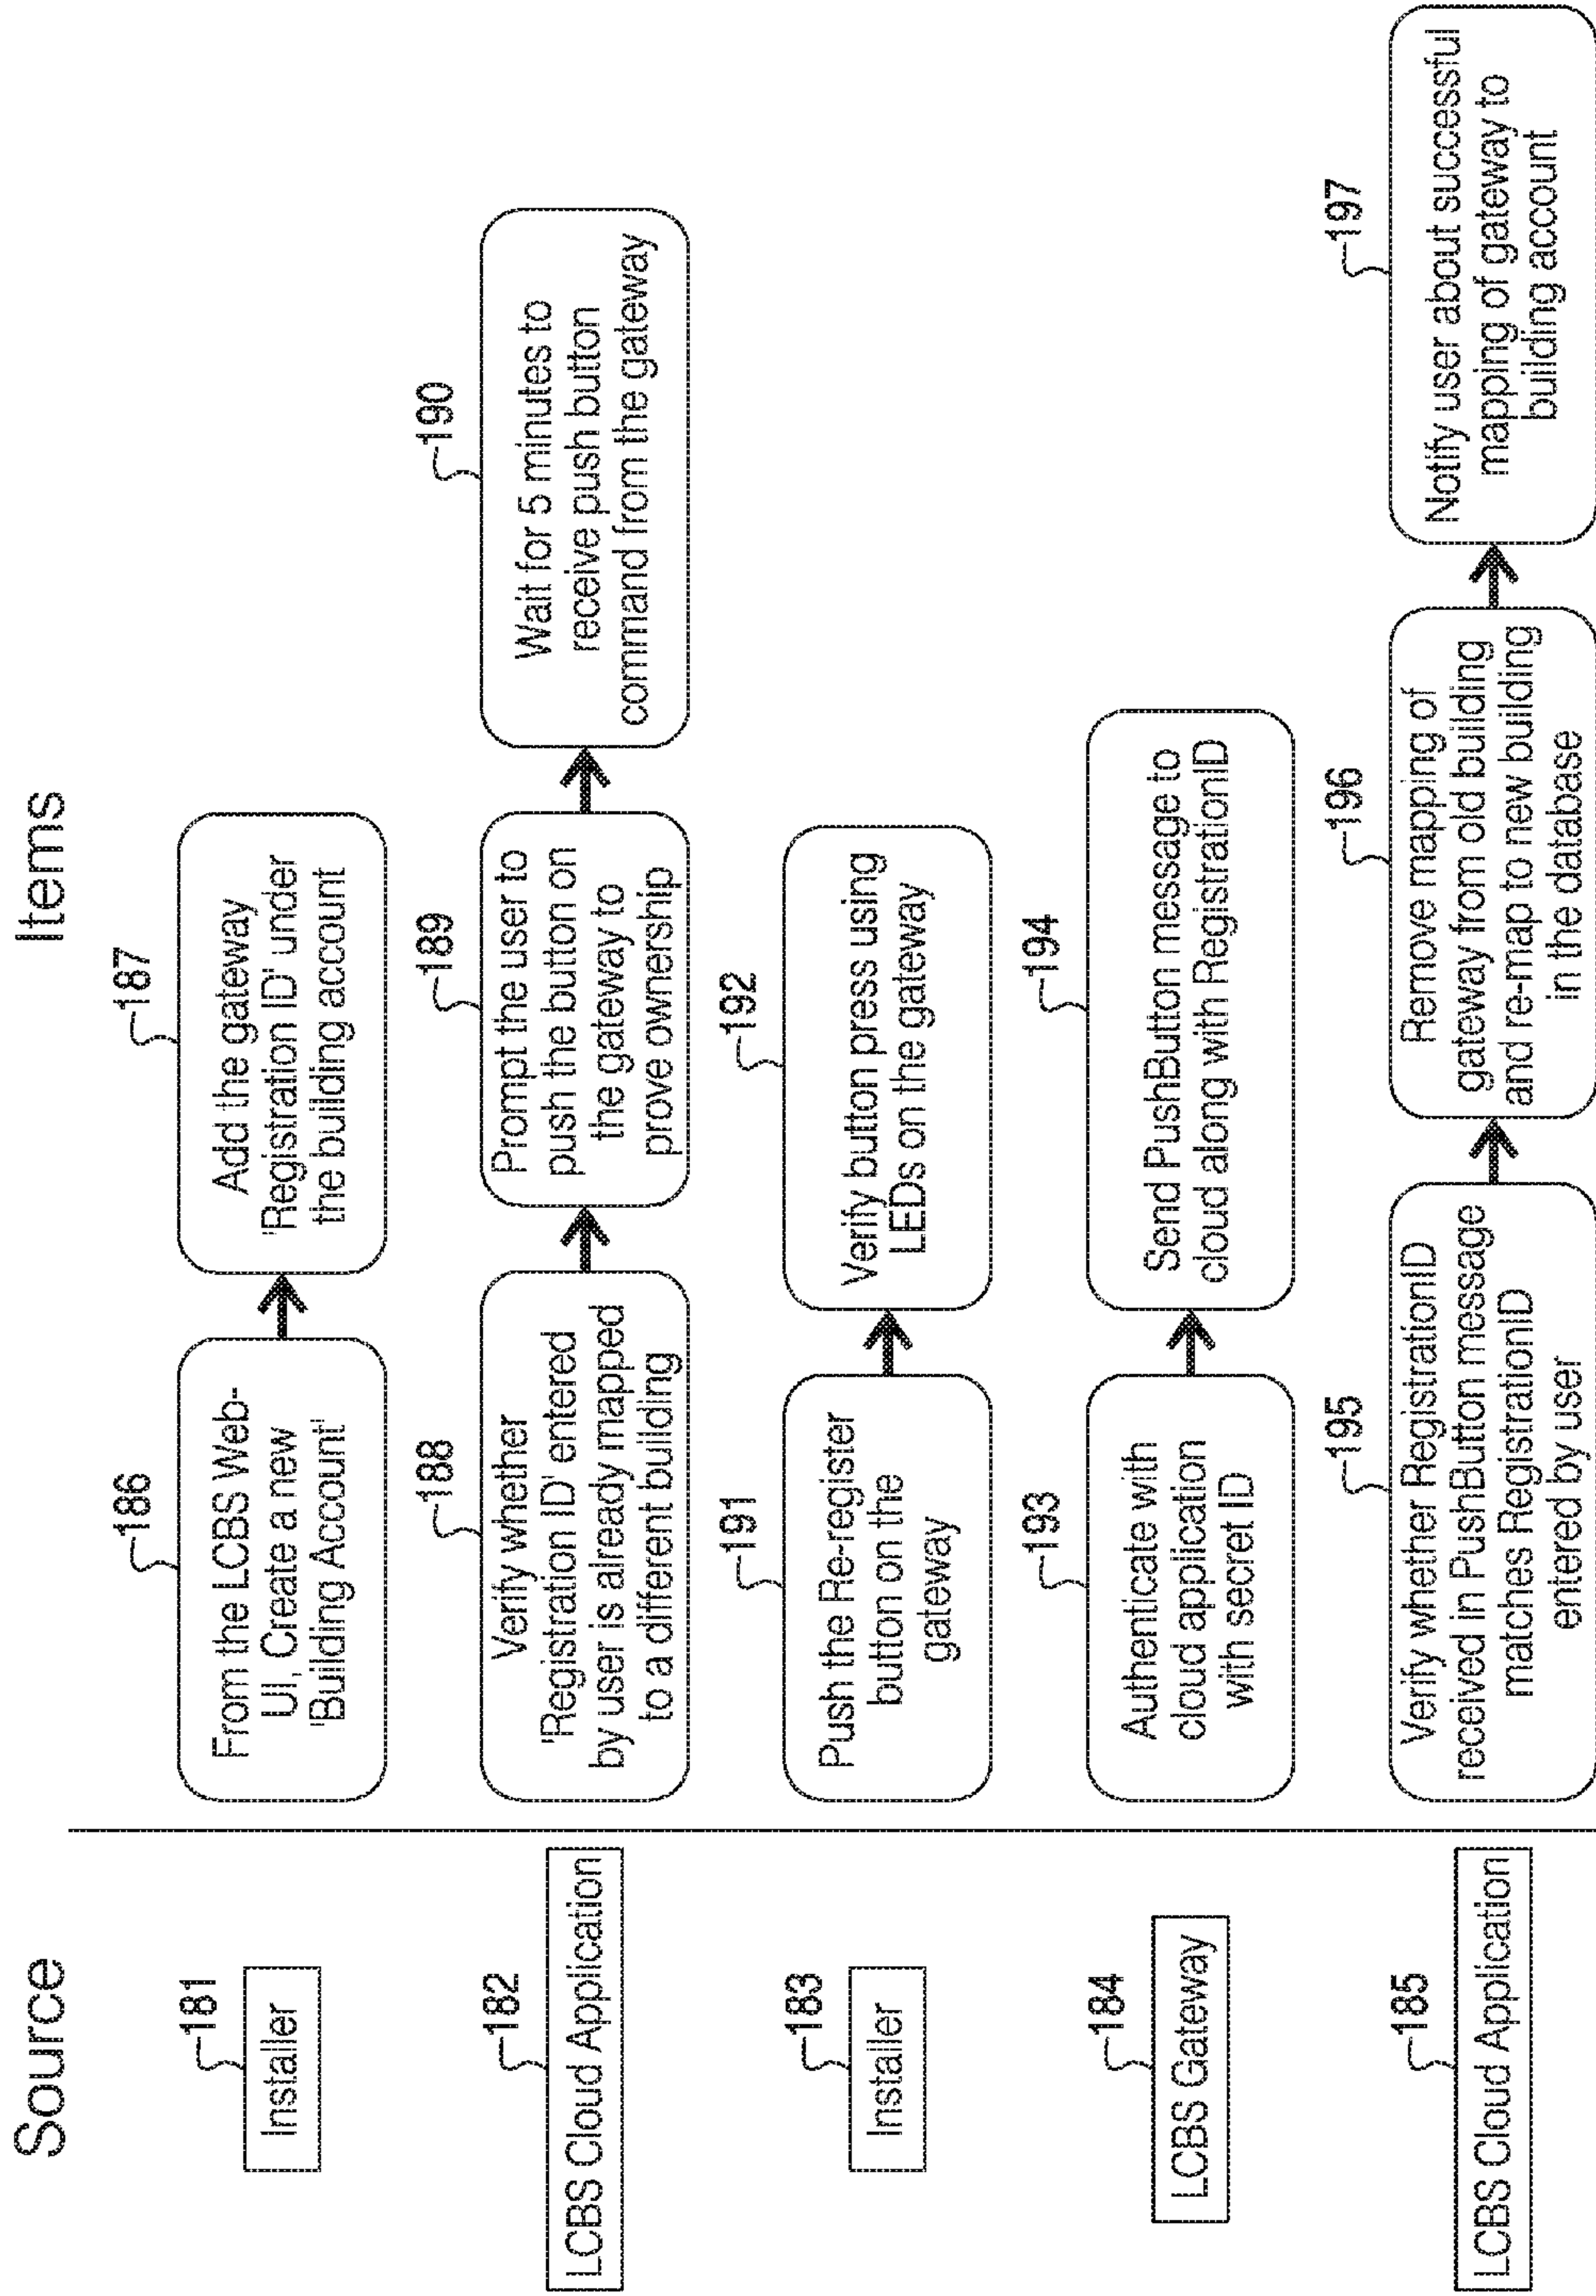 Source
Items
181
Installer
186
From the LCBS Web-
UI, Create a new
'Building Account'
187
Add the gateway
'Registration ID' under
the building account
182
LCBS Cloud Application
188
Verify whether
'Registration ID' entered
by user is already mapped
to a different building
189
Prompt the user to
push the button on
the gateway to
prove ownership
190
Wait for 5 minutes to
receive push button
command from the gateway
183
Installer
191
Push the Re-register
button on the
gateway
192
Verify button press using
LEDs on the gateway
184
LCBS Gateway
193
Authenticate with
cloud application
with secret ID
194
Send PushButton message to
cloud along with RegistrationID
185
LCBS Cloud Application
195
Verify whether RegistrationID
received in PushButton message
matches RegistrationID
entered by user
196
Remove mapping of
gateway from old building
and re-map to new building
in the database
197
Notify user about successful
mapping of gateway to
building account